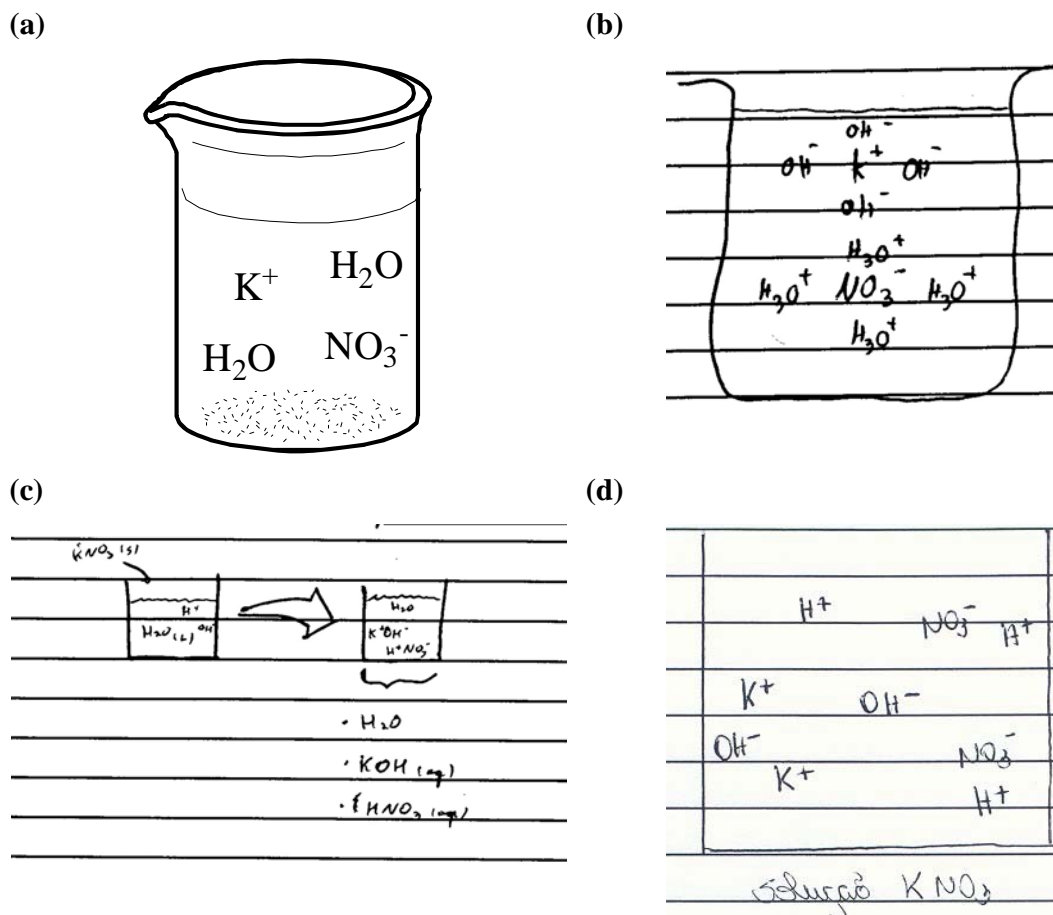 (a)
K⁺ H₂O
H₂O NO₃⁻
(b)
OH⁻
OH⁻ K⁺ OH⁻
OH⁻
H₃O⁺
H₃O⁺ NO₃⁻ H₃O⁺
H₃O⁺
(c)
KNO₃ (s)
H⁺
H₂O (L) OH⁻
H₂O
K⁺OH⁻
H⁺NO₃⁻
· H₂O
· KOH (aq)
· { HNO₃ (aq)
(d)
H⁺ NO₃⁻ H⁺
K⁺ OH⁻
OH⁻ NO₃⁻
K⁺ H⁺
solução KNO₃